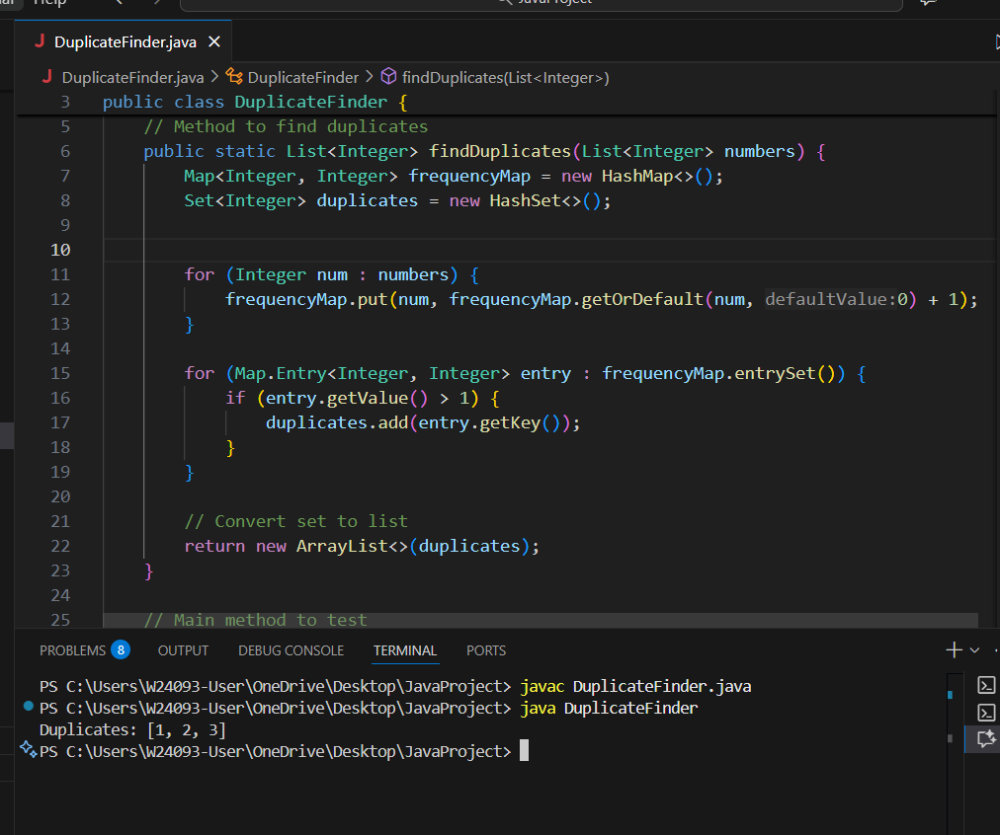 Help
JavaProject
DuplicateFinder.java
DuplicateFinder.java > DuplicateFinder > findDuplicates(List<Integer>)
3 public class DuplicateFinder {
5 // Method to find duplicates
6 public static List<Integer> findDuplicates(List<Integer> numbers) {
7 Map<Integer, Integer> frequencyMap = new HashMap<>();
8 Set<Integer> duplicates = new HashSet<>();
9
10
11 for (Integer num : numbers) {
12 frequencyMap.put(num, frequencyMap.getOrDefault(num, defaultValue:0) + 1);
13 }
14
15 for (Map.Entry<Integer, Integer> entry : frequencyMap.entrySet()) {
16 if (entry.getValue() > 1) {
17 duplicates.add(entry.getKey());
18 }
19 }
20
21 // Convert set to list
22 return new ArrayList<>(duplicates);
23 }
24
25 // Main method to test
PROBLEMS 8 OUTPUT DEBUG CONSOLE TERMINAL PORTS
PS C:\Users\W24093-User\OneDrive\Desktop\JavaProject> javac DuplicateFinder.java
PS C:\Users\W24093-User\OneDrive\Desktop\JavaProject> java DuplicateFinder
Duplicates: [1, 2, 3]
PS C:\Users\W24093-User\OneDrive\Desktop\JavaProject>